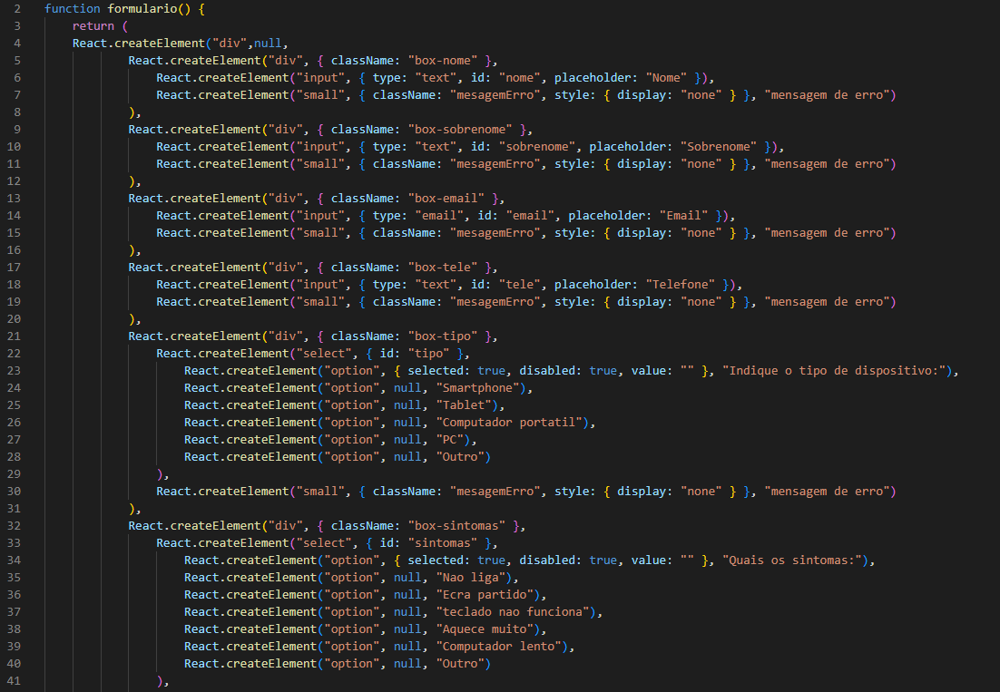 2 function formulario() {
3 return (
4 React.createElement("div",null,
5 React.createElement("div", { className: "box-nome" },
6 React.createElement("input", { type: "text", id: "nome", placeholder: "Nome" }),
7 React.createElement("small", { className: "mesagemErro", style: { display: "none" } }, "mensagem de erro")
8 ),
9 React.createElement("div", { className: "box-sobrenome" },
10 React.createElement("input", { type: "text", id: "sobrenome", placeholder: "Sobrenome" }),
11 React.createElement("small", { className: "mesagemErro", style: { display: "none" } }, "mensagem de erro")
12 ),
13 React.createElement("div", { className: "box-email" },
14 React.createElement("input", { type: "email", id: "email", placeholder: "Email" }),
15 React.createElement("small", { className: "mesagemErro", style: { display: "none" } }, "mensagem de erro")
16 ),
17 React.createElement("div", { className: "box-tele" },
18 React.createElement("input", { type: "text", id: "tele", placeholder: "Telefone" }),
19 React.createElement("small", { className: "mesagemErro", style: { display: "none" } }, "mensagem de erro")
20 ),
21 React.createElement("div", { className: "box-tipo" },
22 React.createElement("select", { id: "tipo" },
23 React.createElement("option", { selected: true, disabled: true, value: "" }, "Indique o tipo de dispositivo:"),
24 React.createElement("option", null, "Smartphone"),
25 React.createElement("option", null, "Tablet"),
26 React.createElement("option", null, "Computador portatil"),
27 React.createElement("option", null, "PC"),
28 React.createElement("option", null, "Outro")
29 ),
30 React.createElement("small", { className: "mesagemErro", style: { display: "none" } }, "mensagem de erro")
31 ),
32 React.createElement("div", { className: "box-sintomas" },
33 React.createElement("select", { id: "sintomas" },
34 React.createElement("option", { selected: true, disabled: true, value: "" }, "Quais os sintomas:"),
35 React.createElement("option", null, "Nao liga"),
36 React.createElement("option", null, "Ecra partido"),
37 React.createElement("option", null, "teclado nao funciona"),
38 React.createElement("option", null, "Aquece muito"),
39 React.createElement("option", null, "Computador lento"),
40 React.createElement("option", null, "Outro")
41 ),